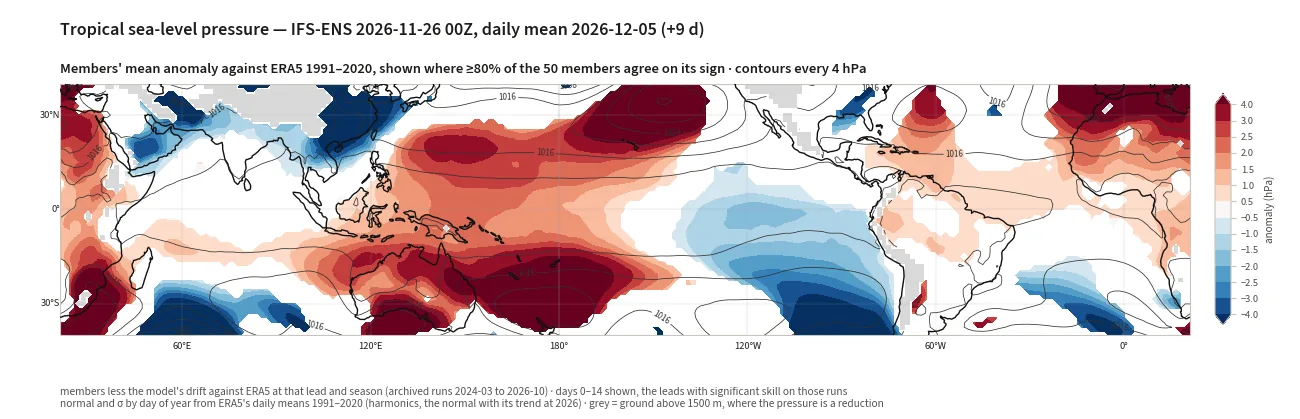 Tropical sea-level pressure — IFS-ENS 2026-11-26 00Z, daily mean 2026-12-05 (+9 d)
Members' mean anomaly against ERA5 1991–2020, shown where ≥80% of the 50 members agree on its sign · contours every 4 hPa
30°N
0°
30°S
60°E
120°E
180°
120°W
60°W
0°
1016
1016
1016
1016
1016
1016
1016
1016
1016
4.0
3.0
2.5
2.0
1.5
1.0
0.5
−0.5
−1.0
−1.5
−2.0
−2.5
−3.0
−4.0
anomaly (hPa)
members less the model's drift against ERA5 at that lead and season (archived runs 2024-03 to 2026-10) · days 0–14 shown, the leads with significant skill on those runs
normal and σ by day of year from ERA5's daily means 1991–2020 (harmonics, the normal with its trend at 2026) · grey = ground above 1500 m, where the pressure is a reduction